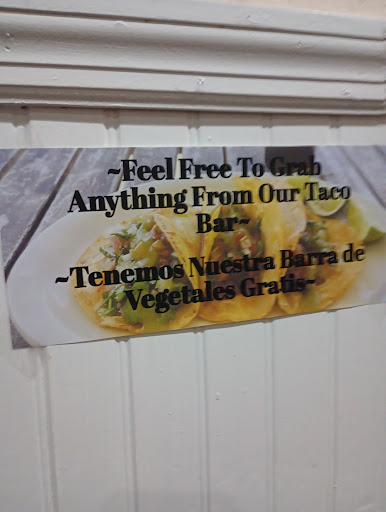 ~Feel Free To Grab
Anything From Our Taco
Bar~
~Tenemos Nuestra Barra de
Vegetales Gratis~